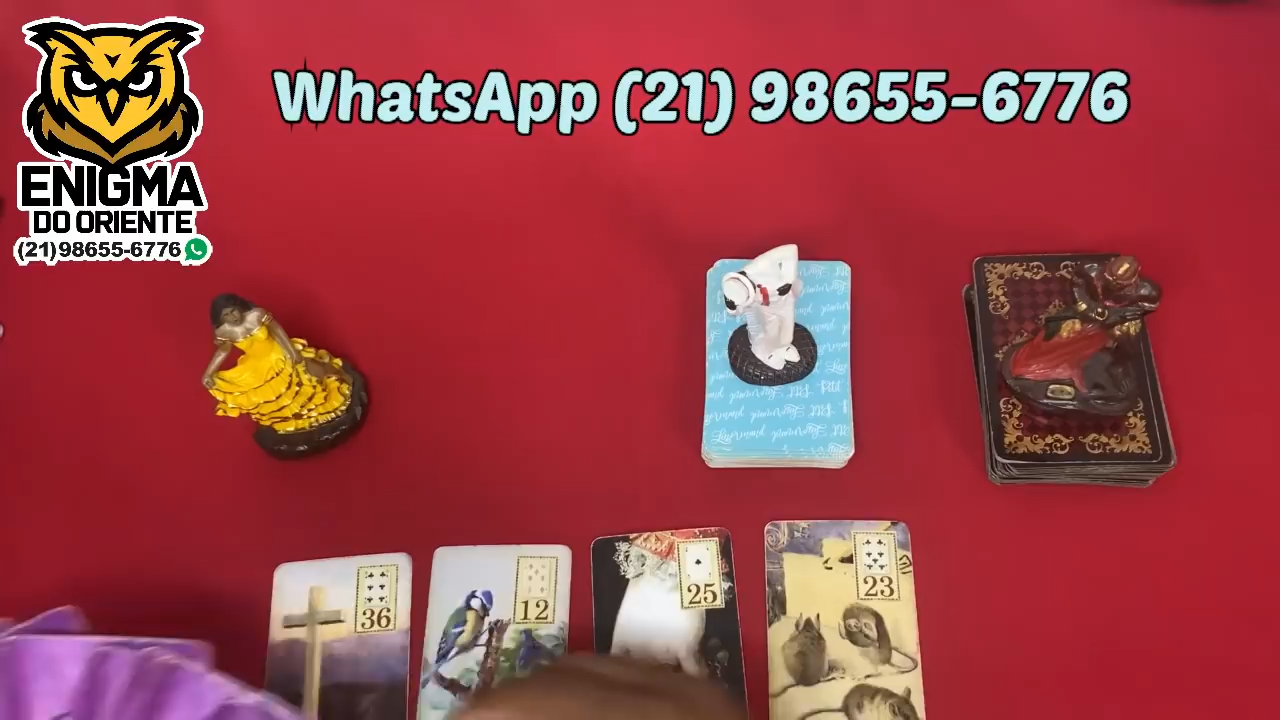 WhatsApp (21) 98655-6776
ENIGMA
DO ORIENTE
(21)98655-6776
36
12
25
23